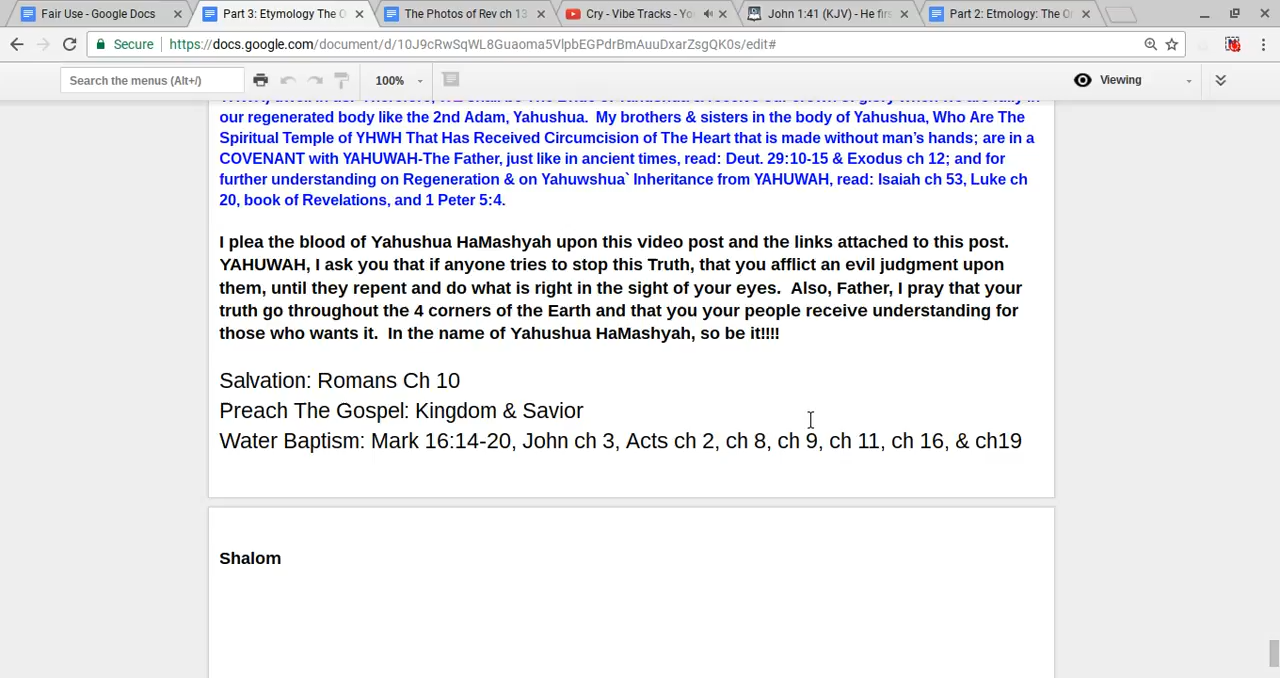 Fair Use - Google Docs
Part 3: Etymology The O
The Photos of Rev ch 13
Cry - Vibe Tracks - Yo
John 1:41 (KJV) - He firs
Part 2: Etmology: The Or
Secure
https://docs.google.com/document/d/10J9cRwSqWL8Guaoma5VlpbEGPdrBmAuuDxarZsgQK0s/edit#
Search the menus (Alt+/)
100%
Viewing
our regenerated body like the 2nd Adam, Yahushua.  My brothers & sisters in the body of Yahushua, Who Are The
Spiritual Temple of YHWH That Has Received Circumcision of The Heart that is made without man's hands; are in a
COVENANT with YAHUWAH-The Father, just like in ancient times, read: Deut. 29:10-15 & Exodus ch 12; and for
further understanding on Regeneration & on Yahuwshua` Inheritance from YAHUWAH, read: Isaiah ch 53, Luke ch
20, book of Revelations, and 1 Peter 5:4.
I plea the blood of Yahushua HaMashyah upon this video post and the links attached to this post.
YAHUWAH, I ask you that if anyone tries to stop this Truth, that you afflict an evil judgment upon
them, until they repent and do what is right in the sight of your eyes.  Also, Father, I pray that your
truth go throughout the 4 corners of the Earth and that you your people receive understanding for
those who wants it.  In the name of Yahushua HaMashyah, so be it!!!!
Salvation: Romans Ch 10
Preach The Gospel: Kingdom & Savior
Water Baptism: Mark 16:14-20, John ch 3, Acts ch 2, ch 8, ch 9, ch 11, ch 16, & ch19
Shalom